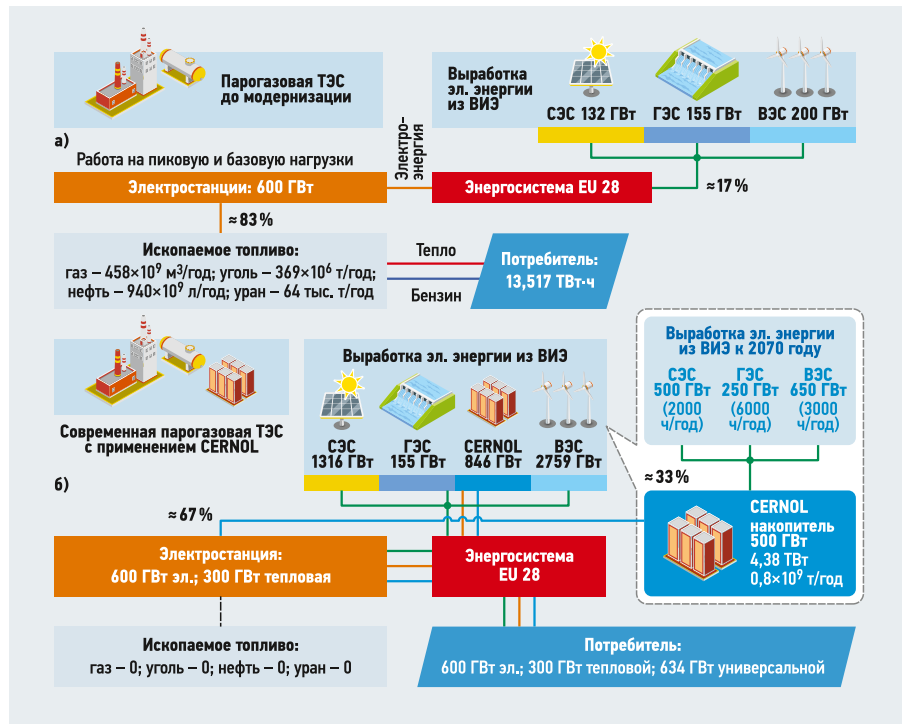 Парогазовая ТЭС
до модернизации
Выработка
эл. энергии
из ВИЭ
СЭС 132 ГВт
ГЭС 155 ГВт
ВЭС 200 ГВт
а)
Работа на пиковую и базовую нагрузки
Электро-
энергия
Электростанции: 600 ГВт
Энергосистема EU 28
≈17 %
≈83 %
Ископаемое топливо:
газ – 458×10⁹ м³/год; уголь – 369×10⁶ т/год;
нефть – 940×10⁹ л/год; уран – 64 тыс. т/год
Тепло
Бензин
Потребитель:
13,517 ТВт·ч
Современная парогазовая ТЭС
с применением CERNOL
Выработка эл. энергии из ВИЭ
СЭС
1316 ГВт
ГЭС
155 ГВт
CERNOL
846 ГВт
ВЭС
2759 ГВт
Выработка эл. энергии
из ВИЭ к 2070 году
СЭС
500 ГВт
(2000
ч/год)
ГЭС
250 ГВт
(6000
ч/год)
ВЭС
650 ГВт
(3000
ч/год)
≈33 %
CERNOL
накопитель
500 ГВт
4,38 ТВт
0,8×10⁹ т/год
б)
≈67 %
Электростанция:
600 ГВт эл.; 300 ГВт тепловая
Энергосистема
EU 28
Ископаемое топливо:
газ – 0; уголь – 0; нефть – 0; уран – 0
Потребитель:
600 ГВт эл.; 300 ГВт тепловой; 634 ГВт универсальной